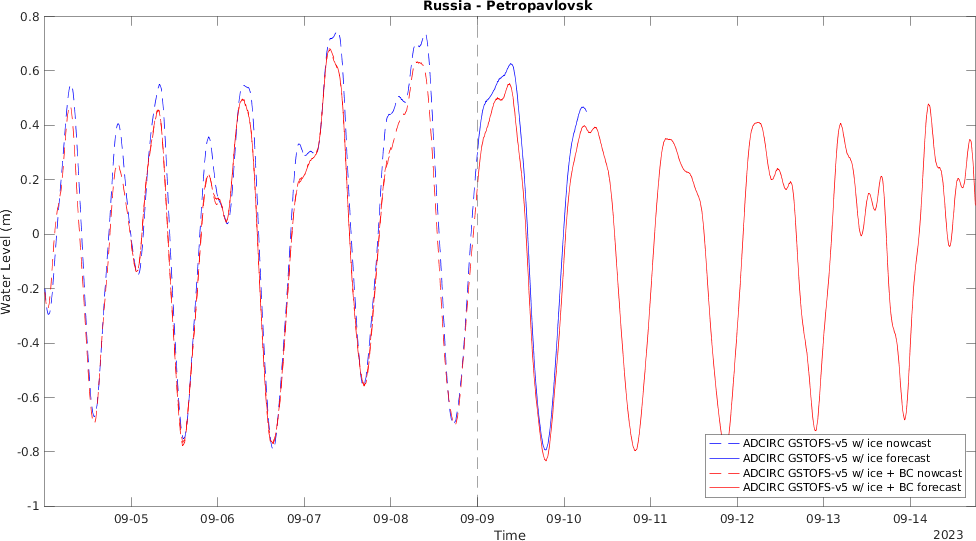 Russia - Petropavlovsk
0.8
0.6
0.4
0.2
0
-0.2
-0.4
-0.6
-0.8
-1
Water Level (m)
ADCIRC GSTOFS-v5 w/ ice nowcast
ADCIRC GSTOFS-v5 w/ ice forecast
ADCIRC GSTOFS-v5 w/ ice + BC nowcast
ADCIRC GSTOFS-v5 w/ ice + BC forecast
09-05 09-06 09-07 09-08 09-09 09-10 09-11 09-12 09-13 09-14
Time
2023